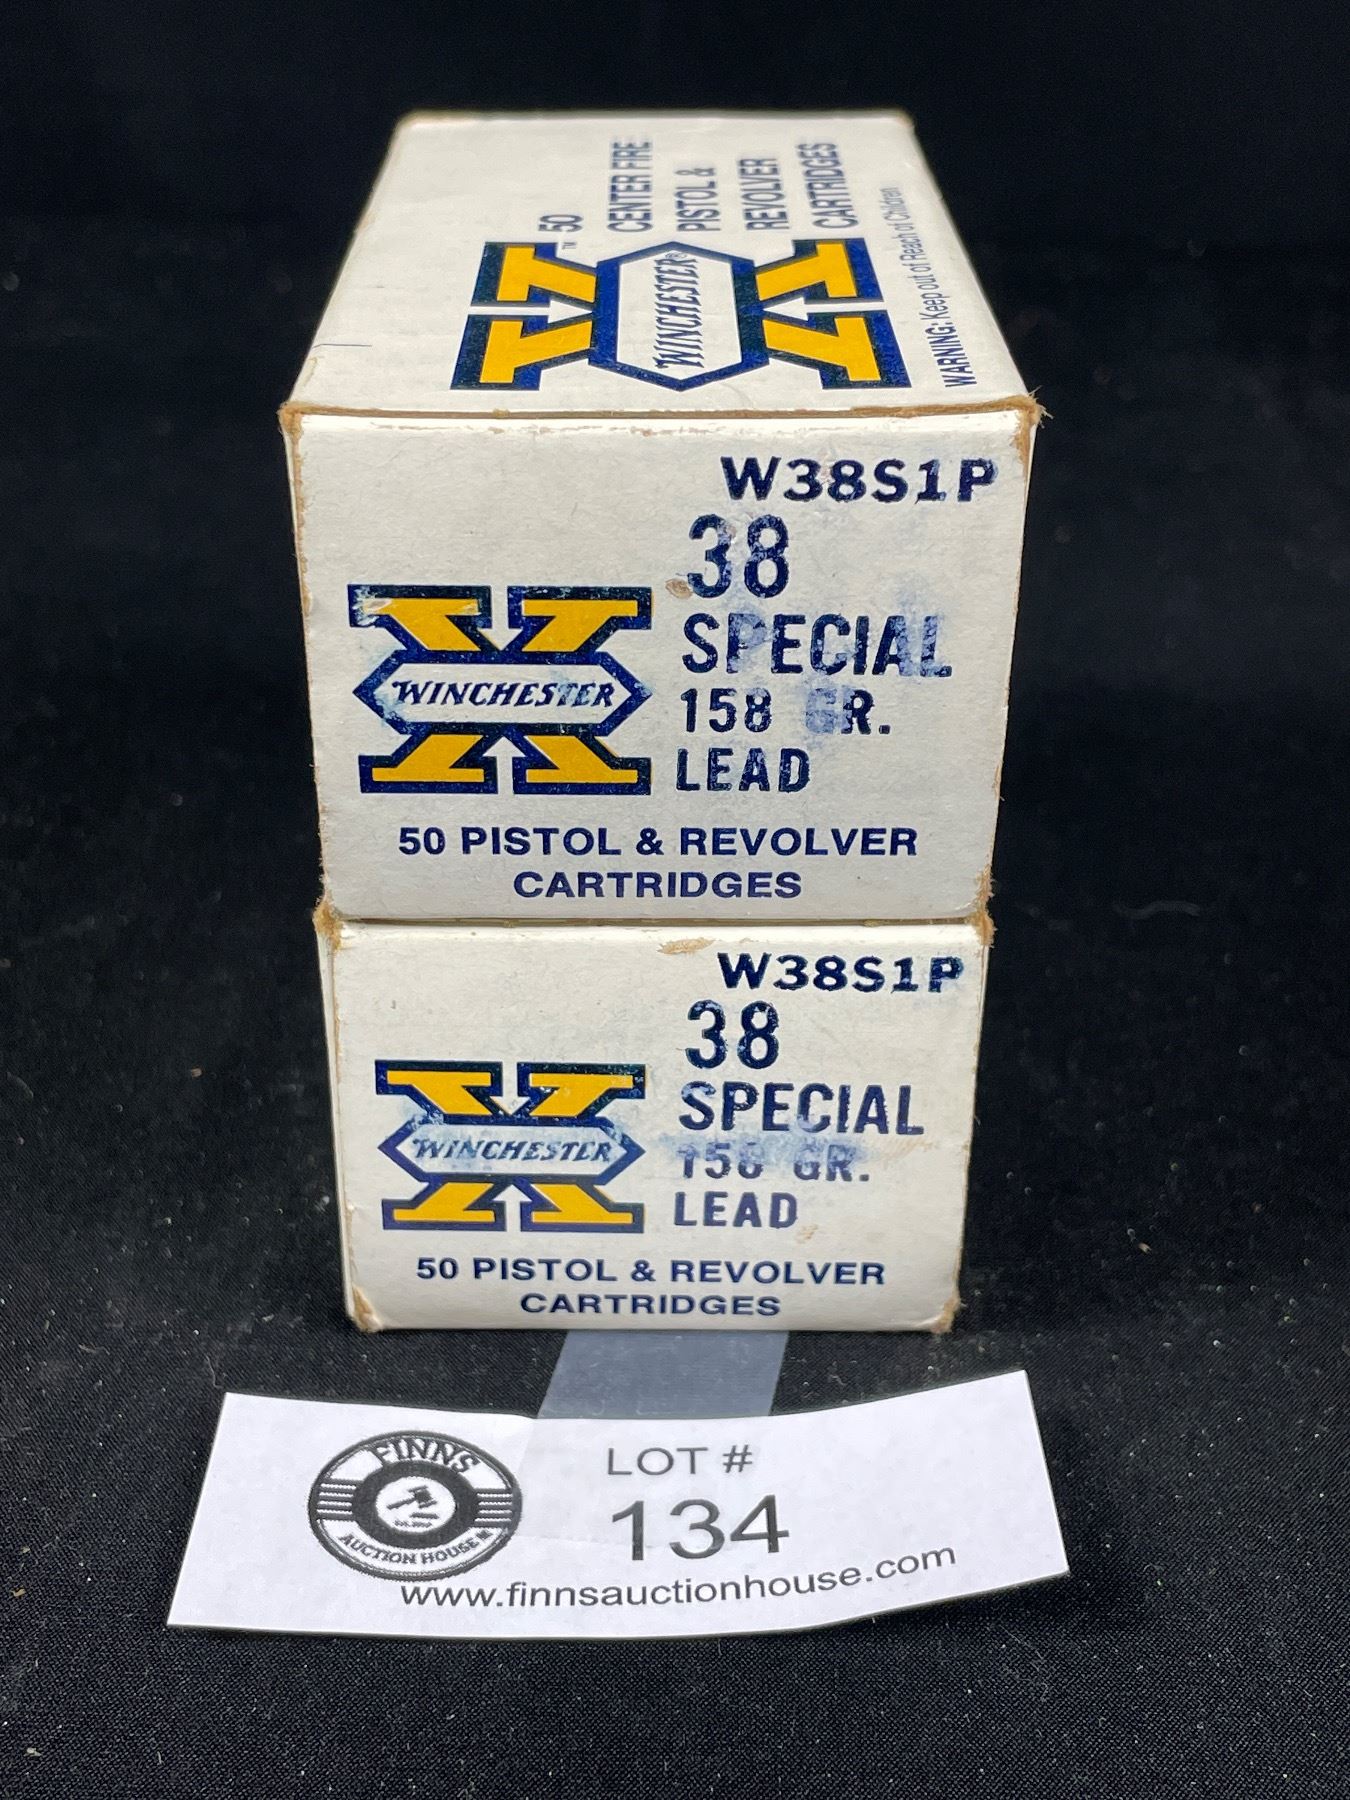 ™ 50
CENTER FIRE
PISTOL &
REVOLVER
CARTRIDGES
WINCHESTER®
WARNING: Keep out of Reach of Children
W38S1P
38
SPECIAL
158 GR.
LEAD
WINCHESTER
50 PISTOL & REVOLVER
CARTRIDGES
W38S1P
38
SPECIAL
158 GR.
LEAD
WINCHESTER
50 PISTOL & REVOLVER
CARTRIDGES
FINNS
AUCTION HOUSE
LOT #
134
www.finnsauctionhouse.com